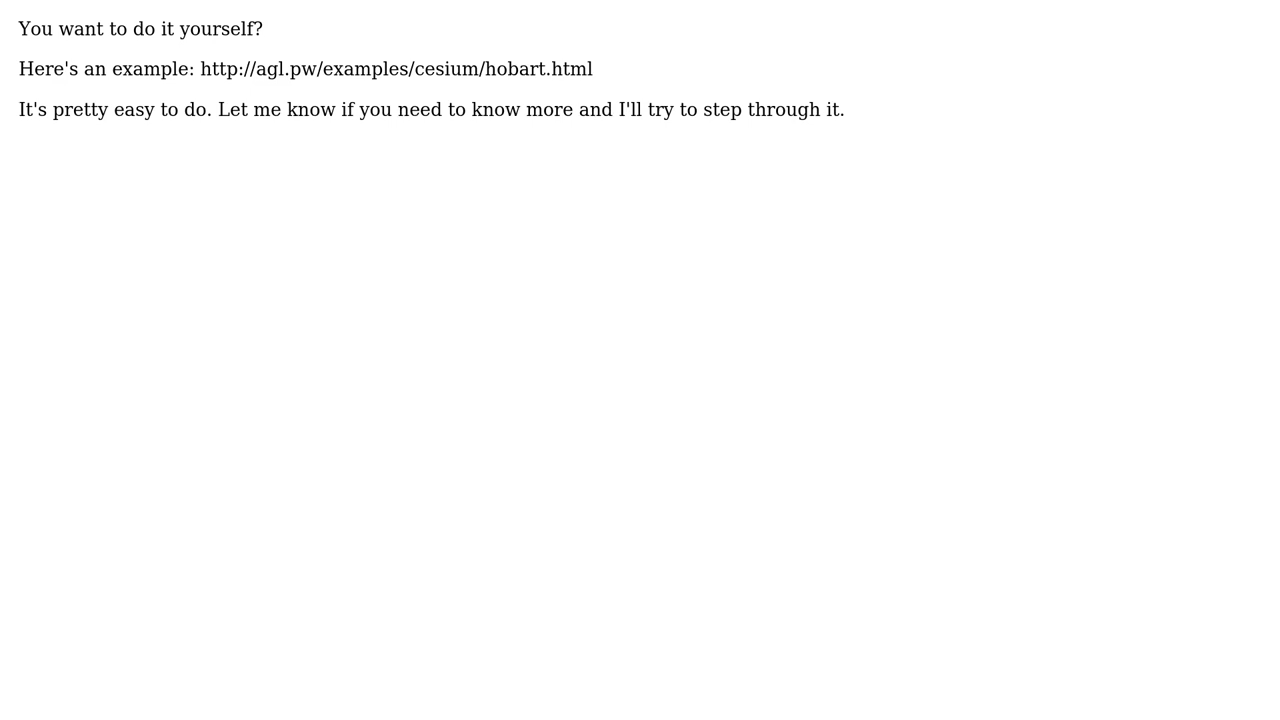 You want to do it yourself?
Here's an example: http://agl.pw/examples/cesium/hobart.html
It's pretty easy to do. Let me know if you need to know more and I'll try to step through it.